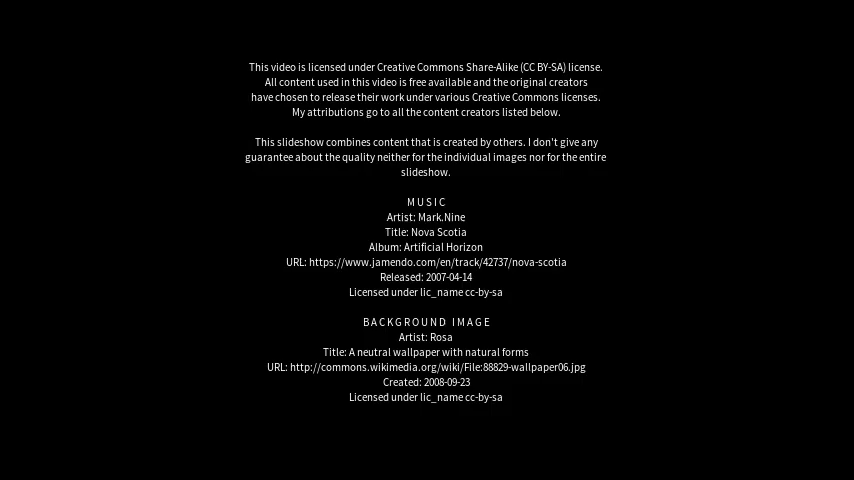 This video is licensed under Creative Commons Share-Alike (CC BY-SA) license.
All content used in this video is free available and the original creators
have chosen to release their work under various Creative Commons licenses.
My attributions go to all the content creators listed below.
This slideshow combines content that is created by others. I don't give any
guarantee about the quality neither for the individual images nor for the entire
slideshow.
M U S I C
Artist: Mark.Nine
Title: Nova Scotia
Album: Artificial Horizon
URL: https://www.jamendo.com/en/track/42737/nova-scotia
Released: 2007-04-14
Licensed under lic_name cc-by-sa
B A C K G R O U N D  I M A G E
Artist: Rosa
Title: A neutral wallpaper with natural forms
URL: http://commons.wikimedia.org/wiki/File:88829-wallpaper06.jpg
Created: 2008-09-23
Licensed under lic_name cc-by-sa